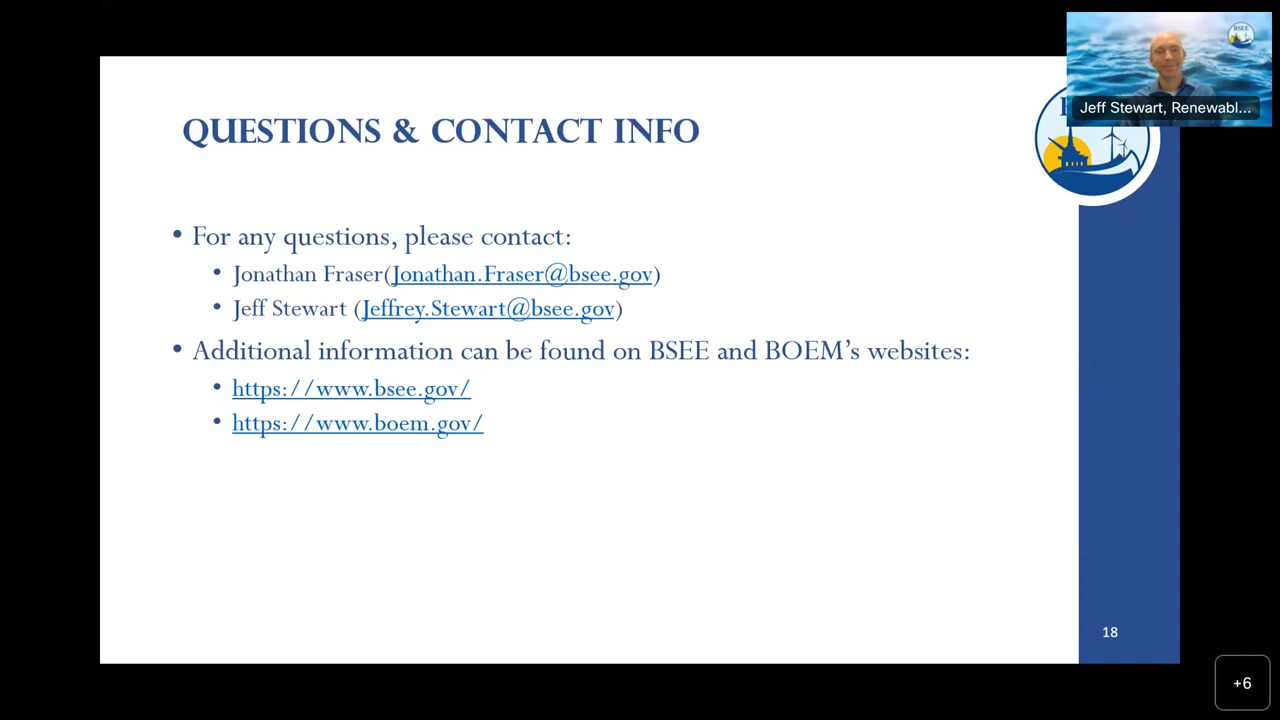 Jeff Stewart, Renewabl...
QUESTIONS & CONTACT INFO
• For any questions, please contact:
• Jonathan Fraser(Jonathan.Fraser@bsee.gov)
• Jeff Stewart (Jeffrey.Stewart@bsee.gov)
• Additional information can be found on BSEE and BOEM’s websites:
• https://www.bsee.gov/
• https://www.boem.gov/
18
+6